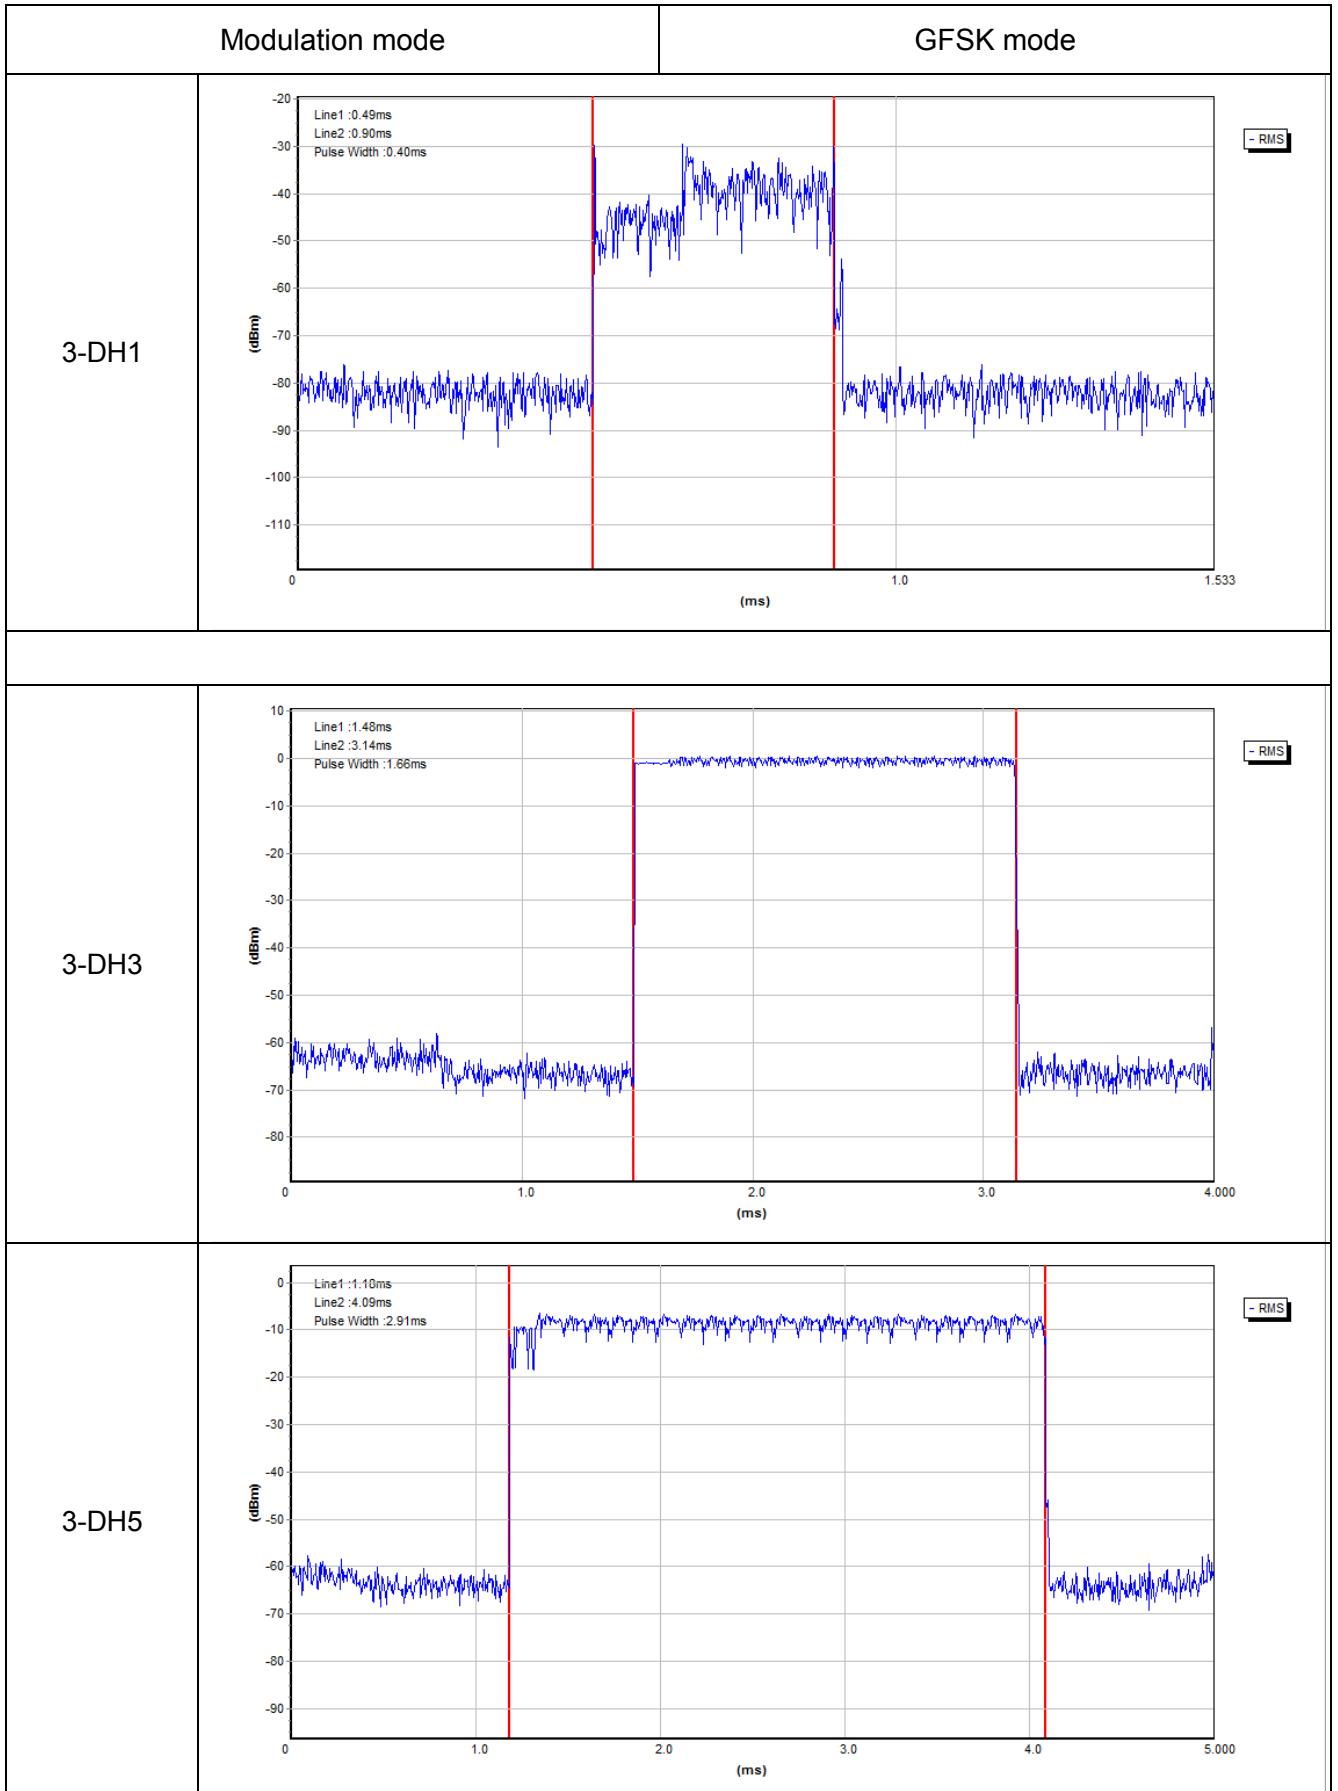 Modulation mode GFSK mode
3-DH1
Line1 :0.49ms
Line2 :0.90ms
Pulse Width :0.40ms
- RMS
-20
-30
-40
-50
-60
-70
-80
-90
-100
-110
(dBm)
0 1.0 1.533
(ms)
3-DH3
Line1 :1.48ms
Line2 :3.14ms
Pulse Width :1.66ms
- RMS
10
0
-10
-20
-30
-40
-50
-60
-70
-80
(dBm)
0 1.0 2.0 3.0 4.000
(ms)
3-DH5
Line1 :1.18ms
Line2 :4.09ms
Pulse Width :2.91ms
- RMS
0
-10
-20
-30
-40
-50
-60
-70
-80
-90
(dBm)
0 1.0 2.0 3.0 4.0 5.000
(ms)